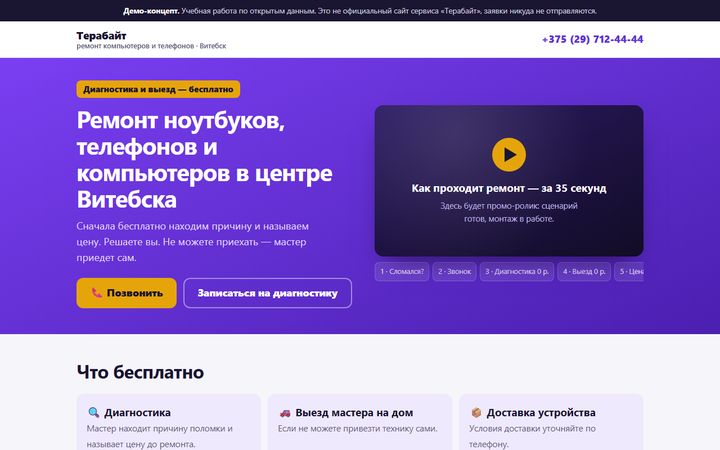 Демо-концепт. Учебная работа по открытым данным. Это не официальный сайт сервиса «Терабайт», заявки никуда не отправляются.
Терабайт
ремонт компьютеров и телефонов · Витебск
+375 (29) 712-44-44
Диагностика и выезд — бесплатно
Ремонт ноутбуков,
телефонов и
компьютеров в центре
Витебска
Сначала бесплатно находим причину и называем
цену. Решаете вы. Не можете приехать — мастер
приедет сам.
Позвонить
Записаться на диагностику
Как проходит ремонт — за 35 секунд
Здесь будет промо-ролик: сценарий
готов, монтаж в работе.
1 · Сломался?
2 · Звонок
3 · Диагностика 0 р.
4 · Выезд 0 р.
5 · Цена
Что бесплатно
Диагностика
Мастер находит причину поломки и
называет цену до ремонта.
Выезд мастера на дом
Если не можете привезти технику сами.
Доставка устройства
Условия доставки уточняйте по
телефону.